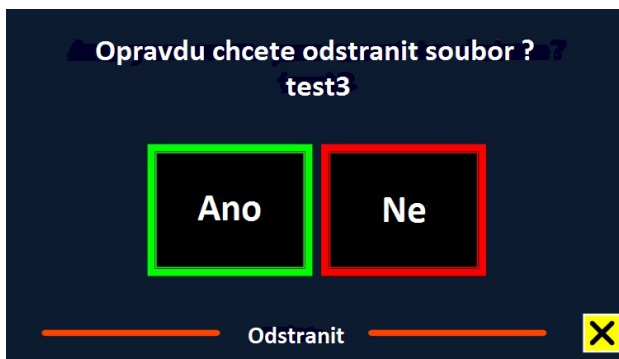 Opravdu chcete odstranit soubor ?
test3
Ano
Ne
Odstranit